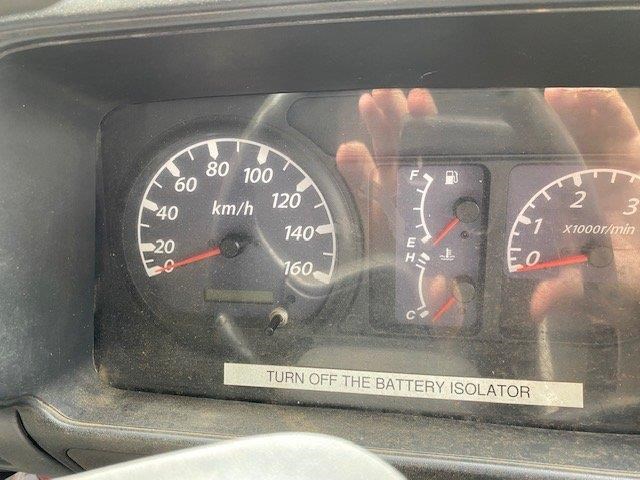 0
20
40
60
80
100
120
140
160
km/h
F
E
H
C
0
1
2
3
X1000r/min
TURN OFF THE BATTERY ISOLATOR